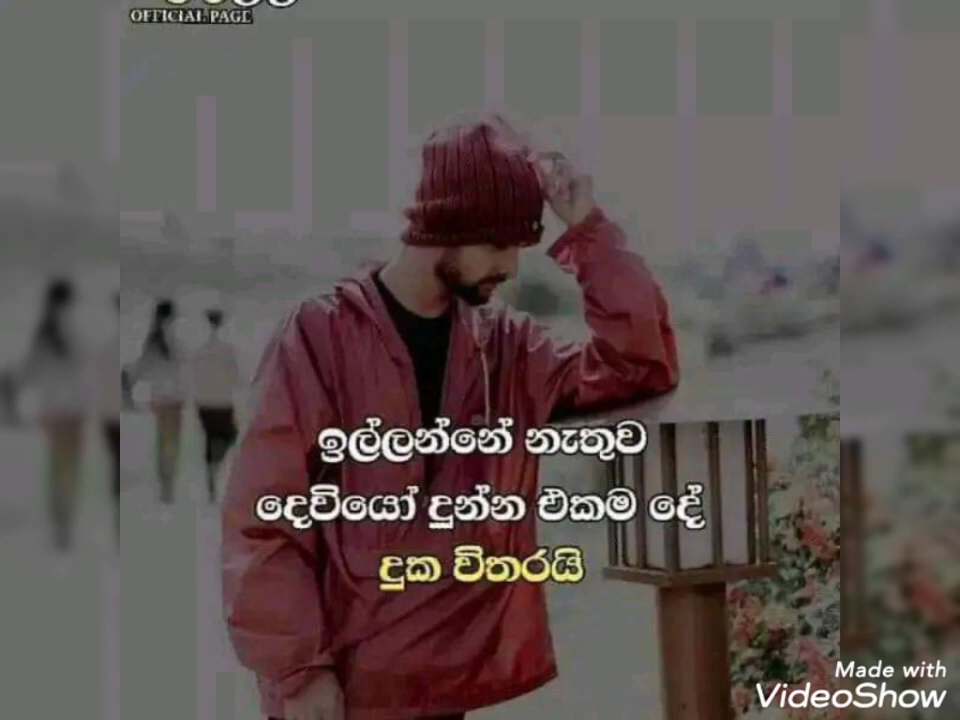 OFFICIAL PAGE
ඉල්ලන්නේ නැතුව
දෙවියෝ දුන්න එකම දේ
දුක විතරයි
Made with
VideoShow